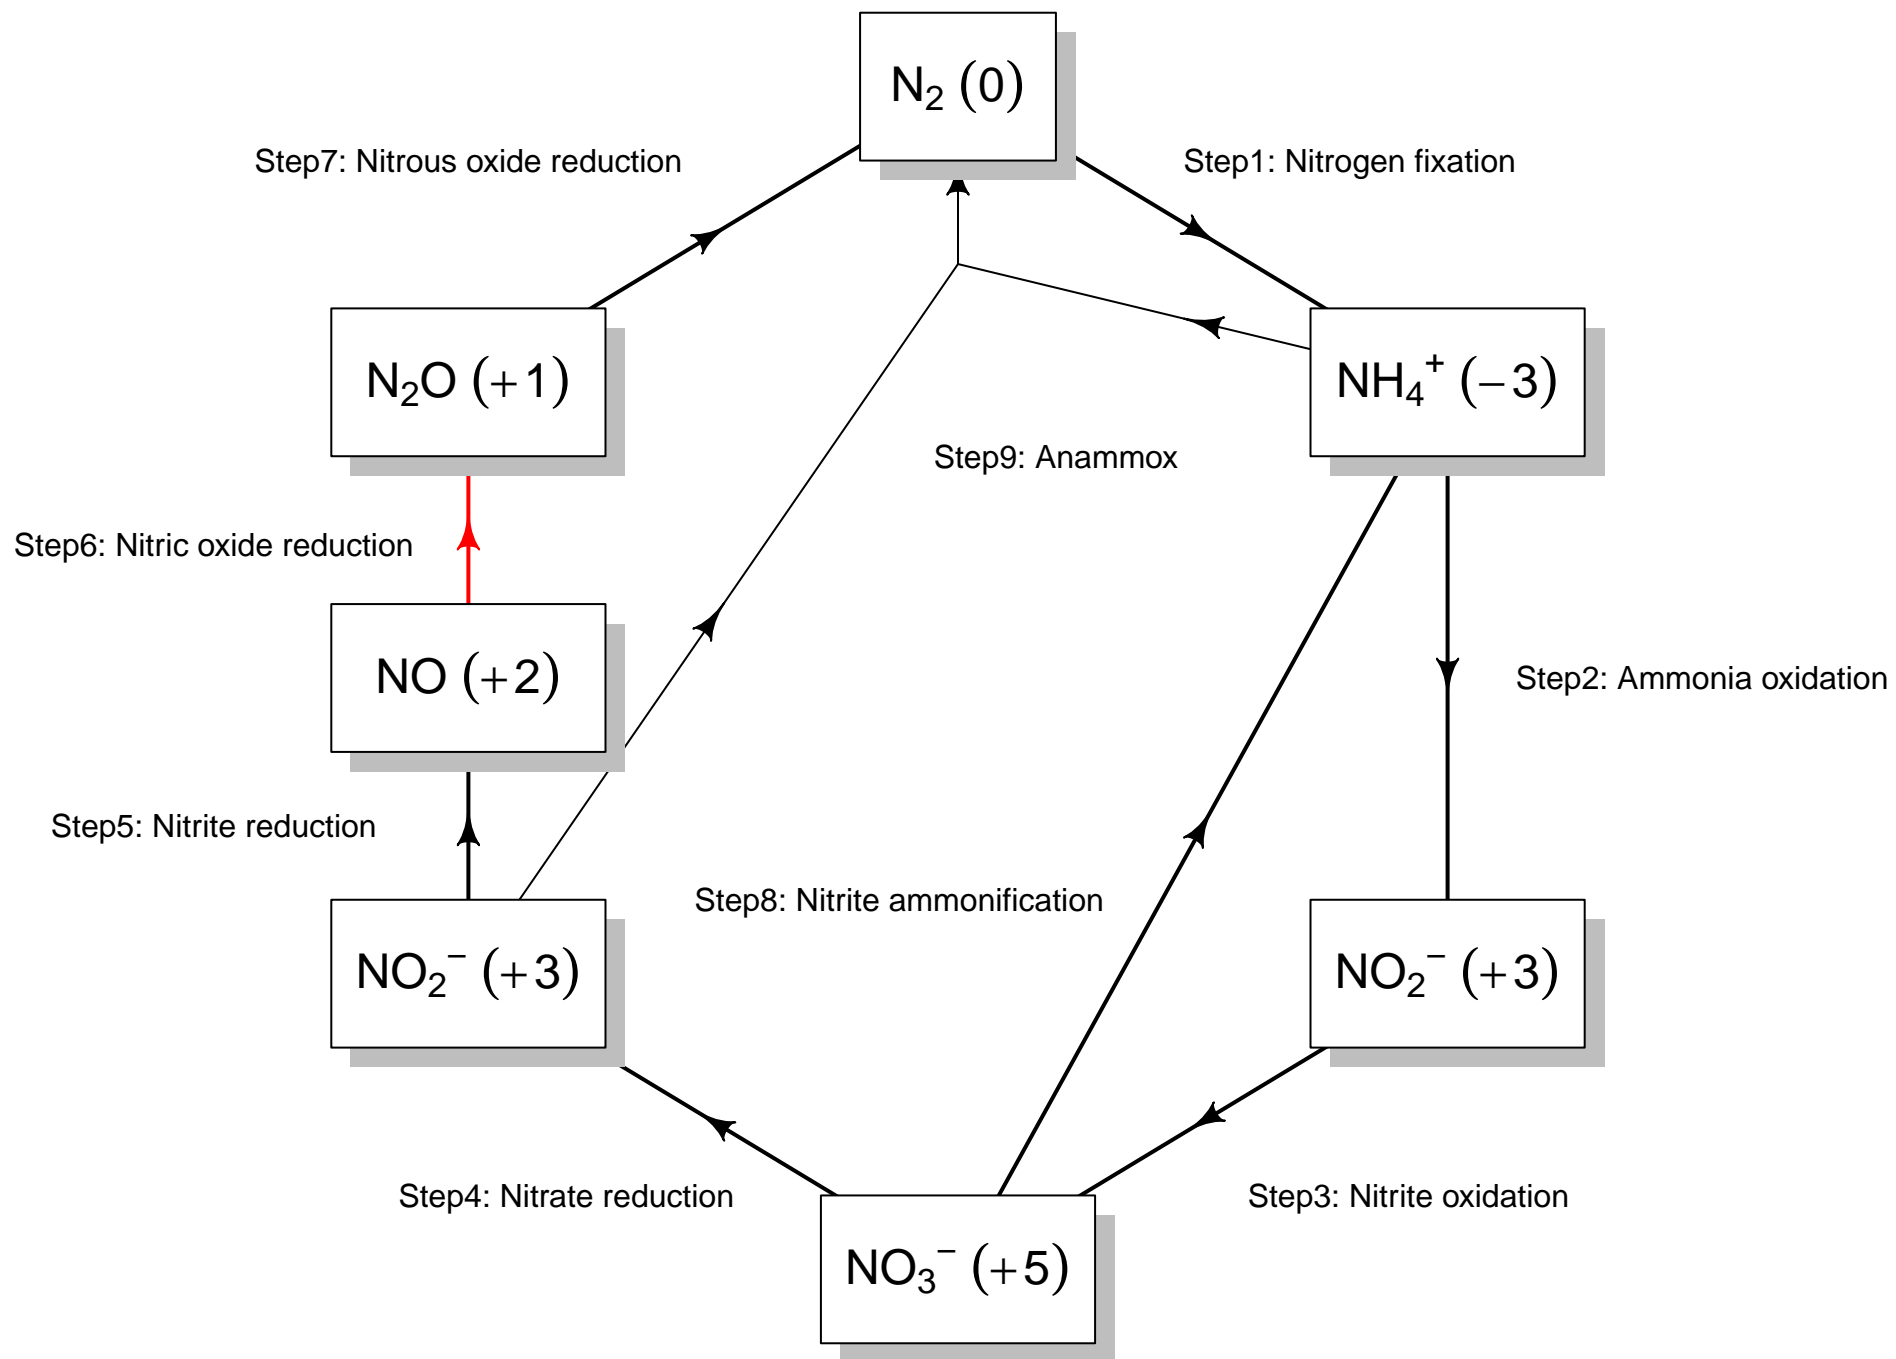 N₂ (0)
Step7: Nitrous oxide reduction
Step1: Nitrogen fixation
N₂O (+1)
NH₄⁺ (−3)
Step9: Anammox
Step6: Nitric oxide reduction
NO (+2)
Step2: Ammonia oxidation
Step5: Nitrite reduction
Step8: Nitrite ammonification
NO₂⁻ (+3)
NO₂⁻ (+3)
Step4: Nitrate reduction
Step3: Nitrite oxidation
NO₃⁻ (+5)